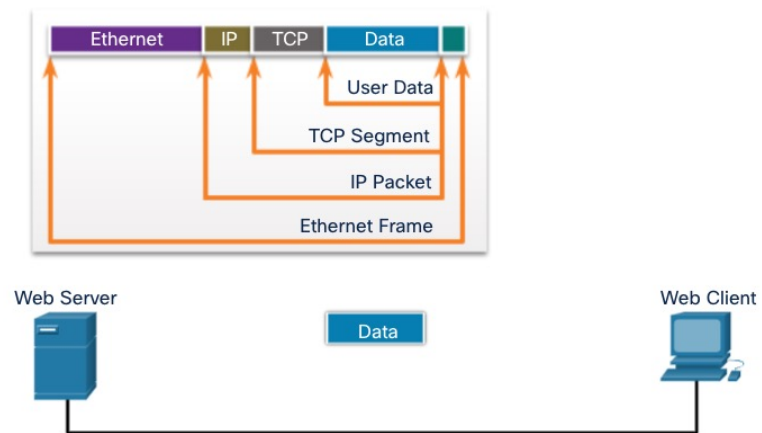 Ethernet IP TCP Data
User Data
TCP Segment
IP Packet
Ethernet Frame
Web Server
Web Client
Data